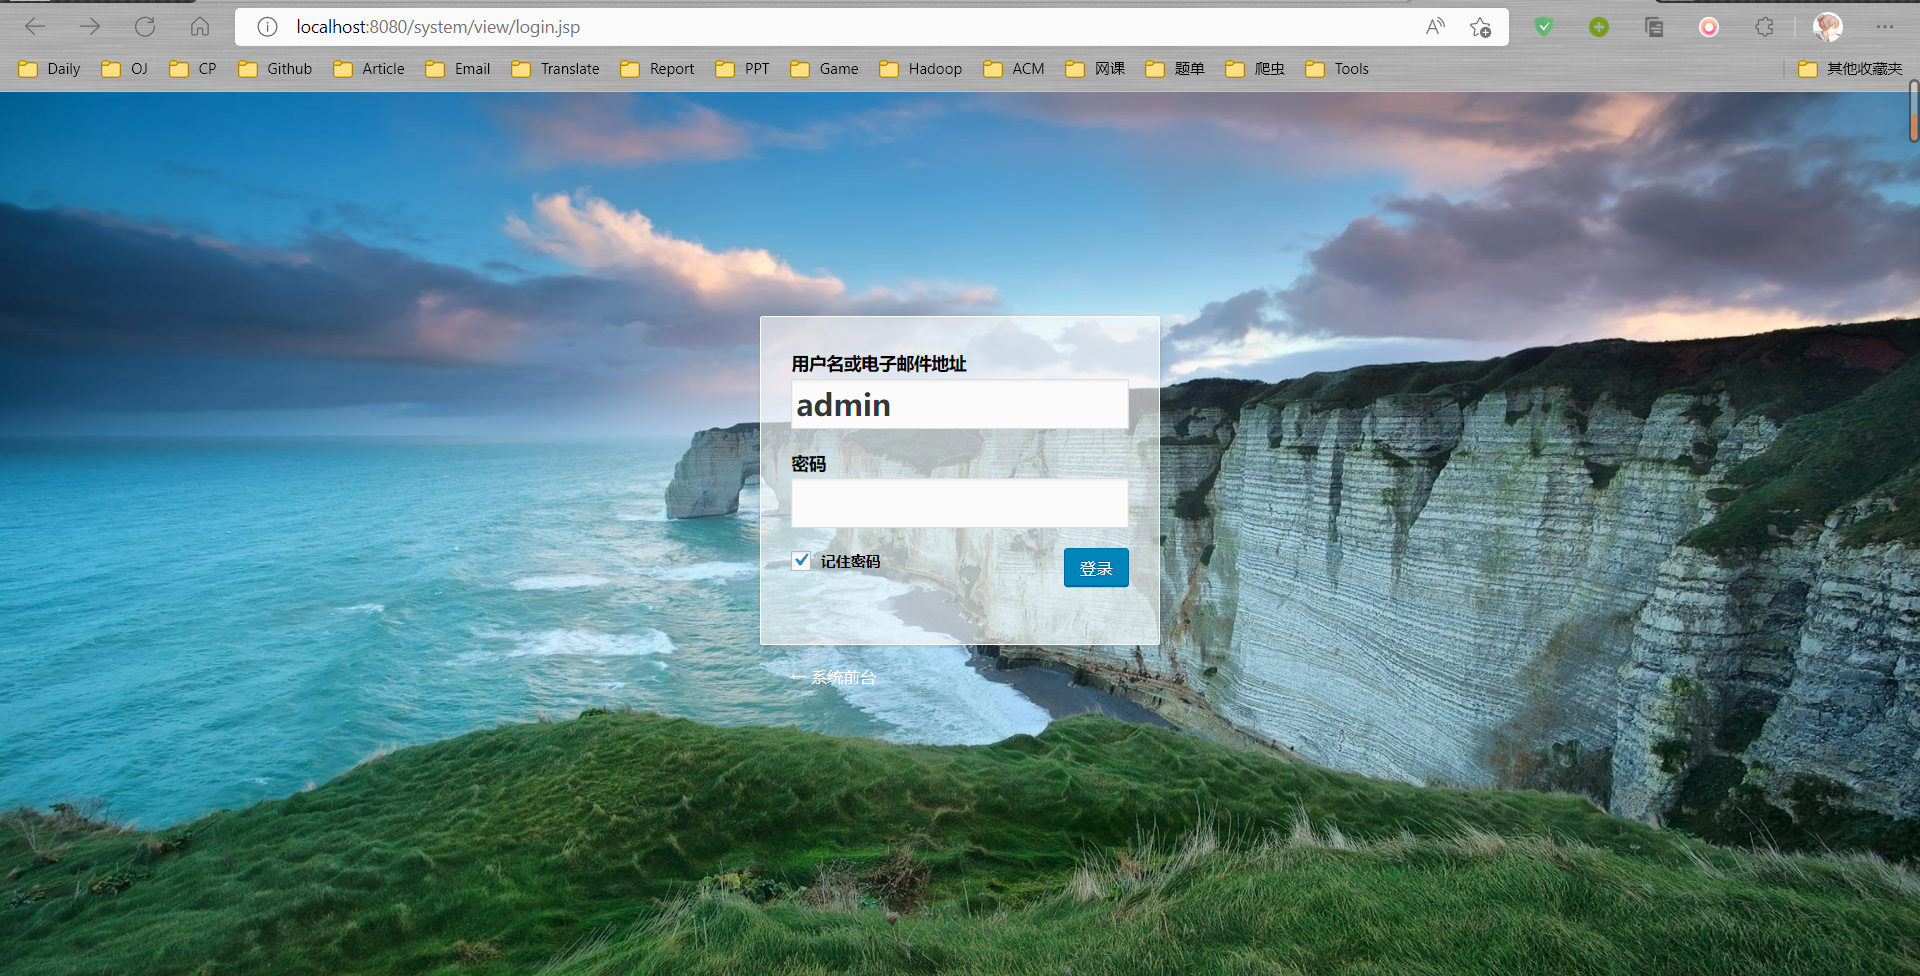 localhost:8080/system/view/login.jsp
Daily OJ CP Github Article Email Translate Report PPT Game Hadoop ACM 网课 题单 爬虫 Tools 其他收藏夹
用户名或电子邮件地址
admin
密码
记住密码 登录
← 系统前台